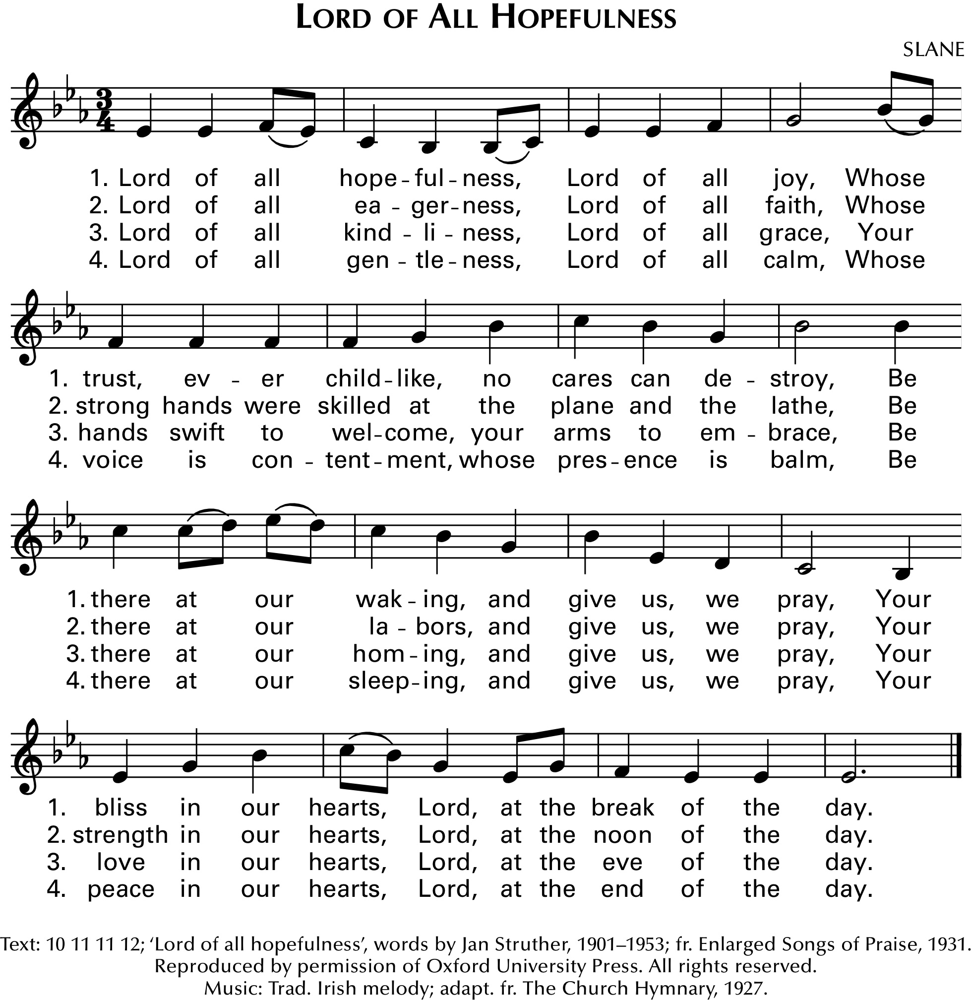 LORD OF ALL HOPEFULNESS
SLANE
3
4
1. Lord of all hope-ful-ness, Lord of all joy, Whose
2. Lord of all ea-ger-ness, Lord of all faith, Whose
3. Lord of all kind-li-ness, Lord of all grace, Your
4. Lord of all gen-tle-ness, Lord of all calm, Whose
1. trust, ev-er child-like, no cares can de-stroy, Be
2. strong hands were skilled at the plane and the lathe, Be
3. hands swift to wel-come, your arms to em-brace, Be
4. voice is con-tent-ment, whose pres-ence is balm, Be
1. there at our wak-ing, and give us, we pray, Your
2. there at our la-bors, and give us, we pray, Your
3. there at our hom-ing, and give us, we pray, Your
4. there at our sleep-ing, and give us, we pray, Your
1. bliss in our hearts, Lord, at the break of the day.
2. strength in our hearts, Lord, at the noon of the day.
3. love in our hearts, Lord, at the eve of the day.
4. peace in our hearts, Lord, at the end of the day.
Text: 10 11 11 12; ‘Lord of all hopefulness’, words by Jan Struther, 1901–1953; fr. Enlarged Songs of Praise, 1931.
Reproduced by permission of Oxford University Press. All rights reserved.
Music: Trad. Irish melody; adapt. fr. The Church Hymnary, 1927.